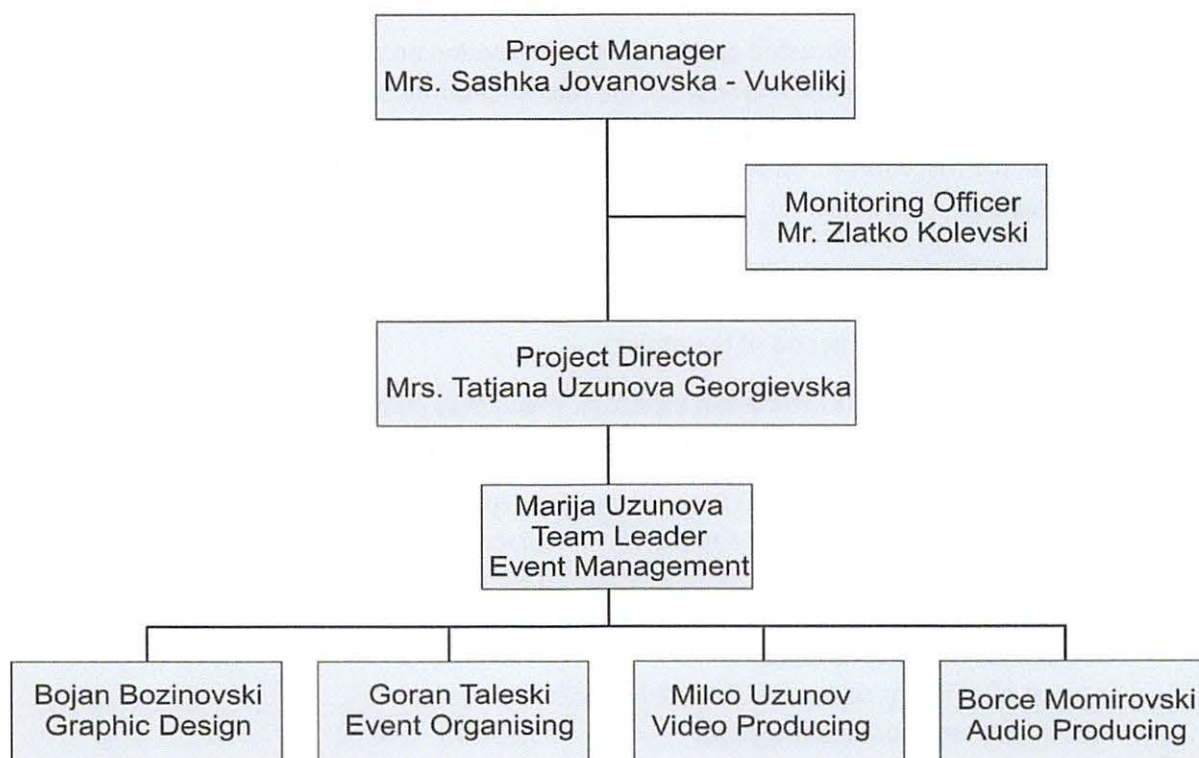 Project Manager
Mrs. Sashka Jovanovska - Vukelikj
Monitoring Officer
Mr. Zlatko Kolevski
Project Director
Mrs. Tatjana Uzunova Georgievska
Marija Uzunova
Team Leader
Event Management
Bojan Bozinovski
Graphic Design
Goran Taleski
Event Organising
Milco Uzunov
Video Producing
Borce Momirovski
Audio Producing